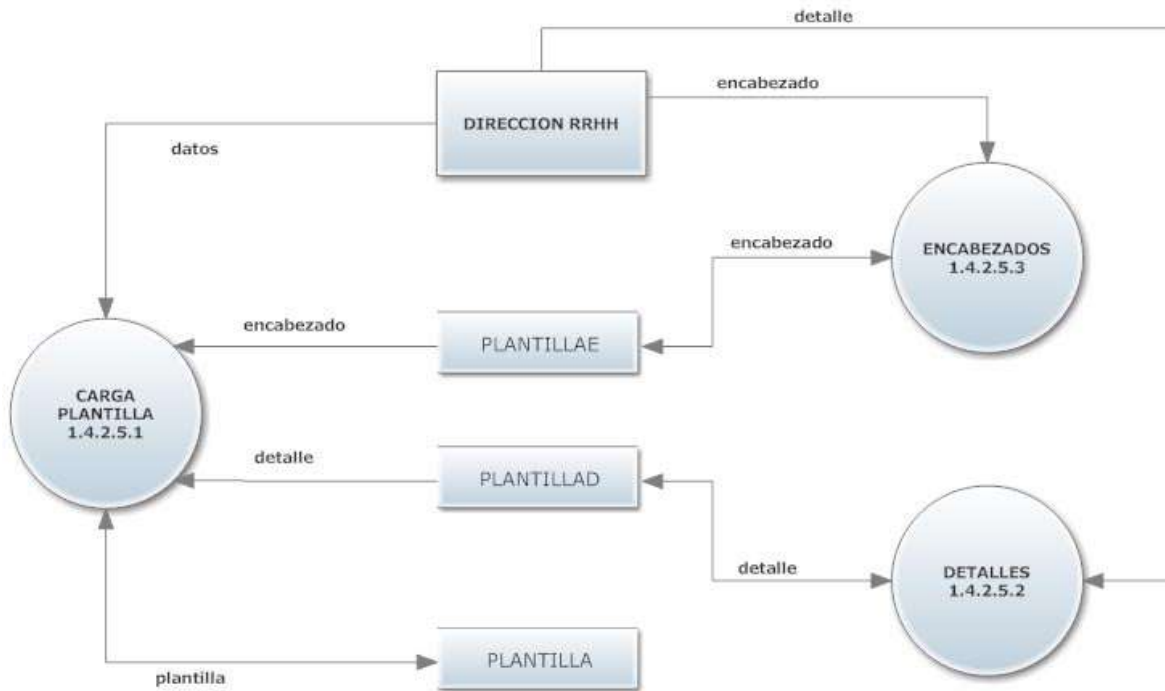 detalle
encabezado
DIRECCION RRHH
datos
encabezado
ENCABEZADOS
1.4.2.5.3
encabezado
PLANTILLAE
CARGA
PLANTILLA
1.4.2.5.1
detalle
PLANTILLAD
detalle
DETALLES
1.4.2.5.2
PLANTILLA
plantilla